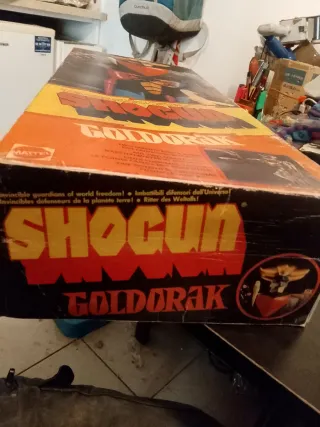 SHOGUN
GOLDORAK
MATTEL
Invincible guardians of world freedom! • Imbattibili difensori dell'Universo!
Invincibles défenseurs de la planète terre! • Ritter des Weltalls!
SHOGUN®
GOLDORAK